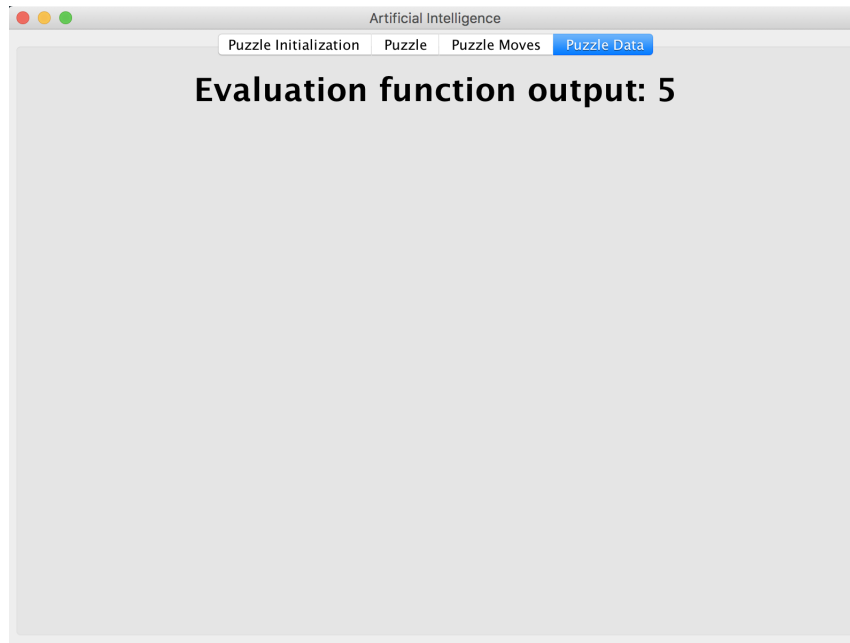 Artificial Intelligence
Puzzle Initialization Puzzle Puzzle Moves Puzzle Data
Evaluation function output: 5